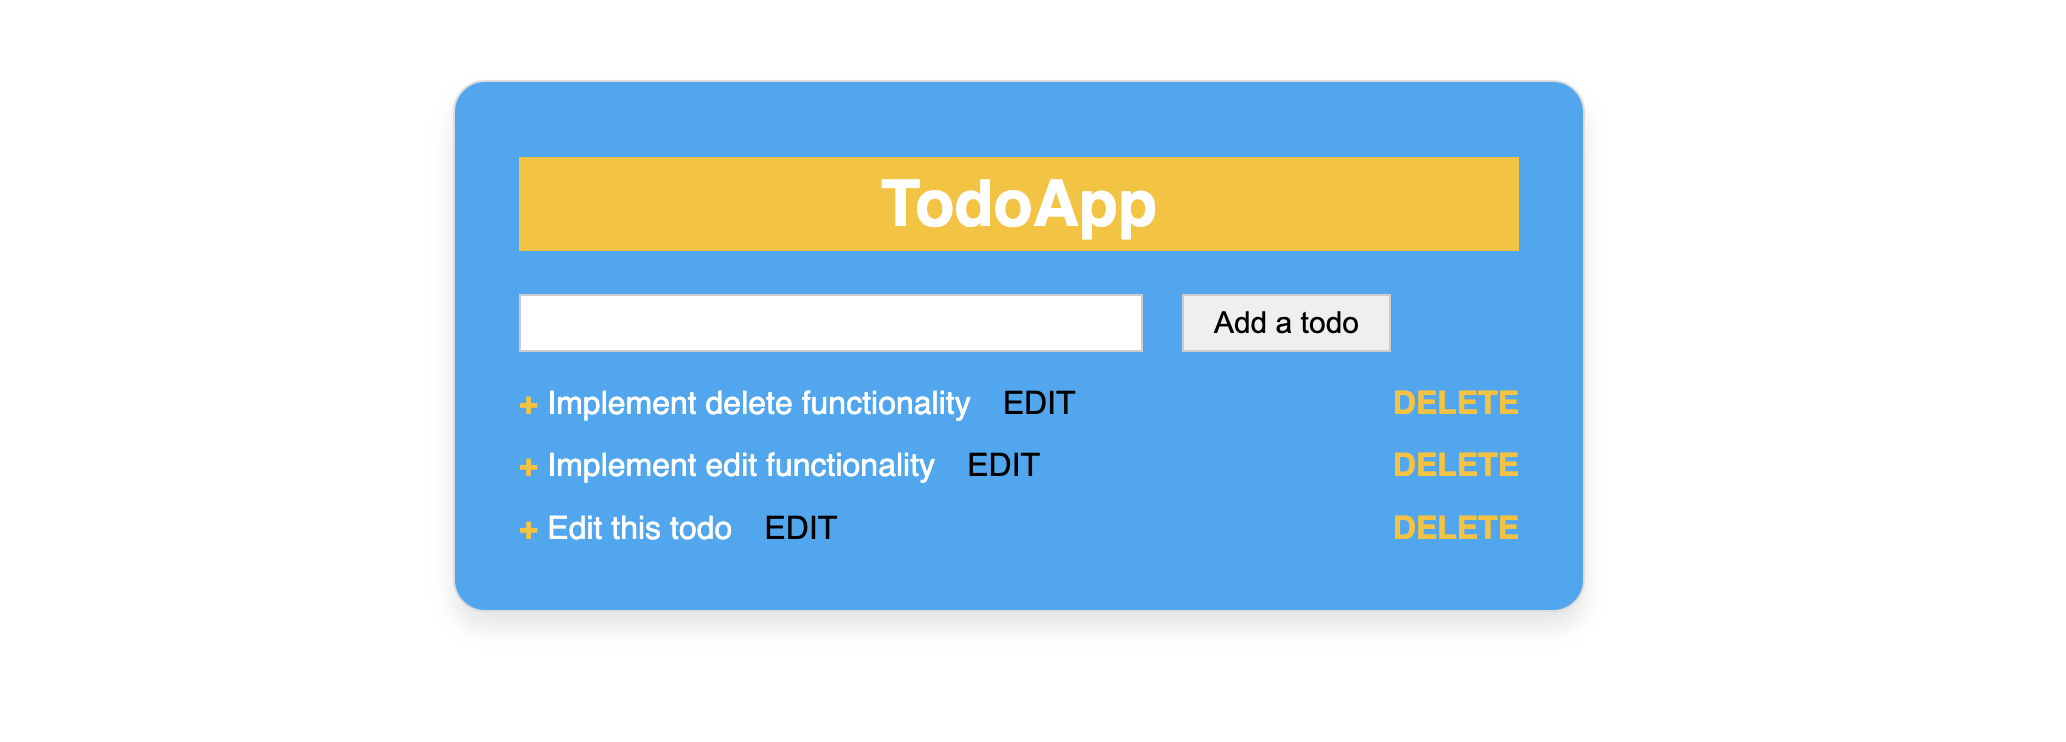 TodoApp
Add a todo
+ Implement delete functionality EDIT DELETE
+ Implement edit functionality EDIT DELETE
+ Edit this todo EDIT DELETE